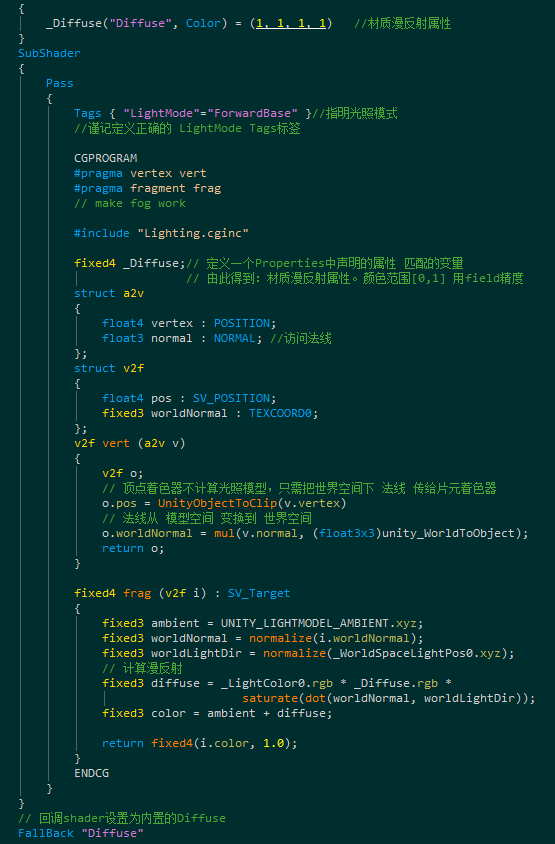 {
    _Diffuse("Diffuse", Color) = (1, 1, 1, 1)   //材质漫反射属性
}
SubShader
{
    Pass
    {
        Tags { "LightMode"="ForwardBase" }//指明光照模式
        //谨记定义正确的 LightMode Tags标签

        CGPROGRAM
        #pragma vertex vert
        #pragma fragment frag
        // make fog work

        #include "Lighting.cginc"

        fixed4 _Diffuse;// 定义一个Properties中声明的属性 匹配的变量
                        // 由此得到：材质漫反射属性。颜色范围[0,1] 用field精度
        struct a2v
        {
            float4 vertex : POSITION;
            float3 normal : NORMAL; //访问法线
        };
        struct v2f
        {
            float4 pos : SV_POSITION;
            fixed3 worldNormal : TEXCOORD0;
        };
        v2f vert (a2v v)
        {
            v2f o;
            // 顶点着色器不计算光照模型，只需把世界空间下 法线 传给片元着色器
            o.pos = UnityObjectToClip(v.vertex)
            // 法线从 模型空间 变换到 世界空间
            o.worldNormal = mul(v.normal, (float3x3)unity_WorldToObject);
            return o;
        }

        fixed4 frag (v2f i) : SV_Target
        {
            fixed3 ambient = UNITY_LIGHTMODEL_AMBIENT.xyz;
            fixed3 worldNormal = normalize(i.worldNormal);
            fixed3 worldLightDir = normalize(_WorldSpaceLightPos0.xyz);
            // 计算漫反射
            fixed3 diffuse = _LightColor0.rgb * _Diffuse.rgb *
                                saturate(dot(worldNormal, worldLightDir));
            fixed3 color = ambient + diffuse;

            return fixed4(i.color, 1.0);
        }
        ENDCG
    }
}
// 回调shader设置为内置的Diffuse
FallBack "Diffuse"